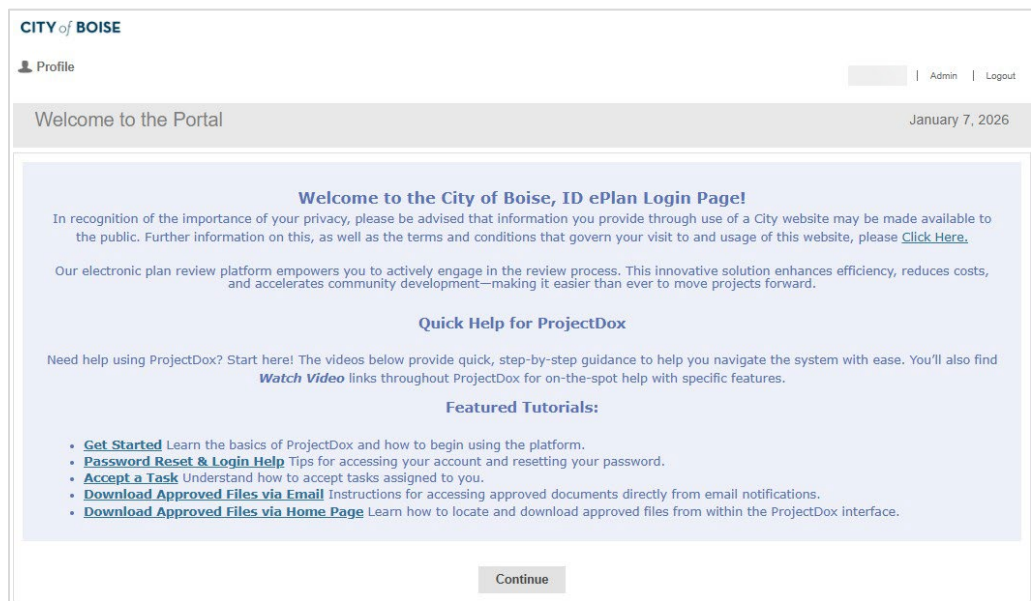 CITY of BOISE
Profile
| Admin | Logout
Welcome to the Portal January 7, 2026
Welcome to the City of Boise, ID ePlan Login Page!
In recognition of the importance of your privacy, please be advised that information you provide through use of a City website may be made available to
the public. Further information on this, as well as the terms and conditions that govern your visit to and usage of this website, please Click Here.
Our electronic plan review platform empowers you to actively engage in the review process. This innovative solution enhances efficiency, reduces costs,
and accelerates community development—making it easier than ever to move projects forward.
Quick Help for ProjectDox
Need help using ProjectDox? Start here! The videos below provide quick, step-by-step guidance to help you navigate the system with ease. You'll also find
Watch Video links throughout ProjectDox for on-the-spot help with specific features.
Featured Tutorials:
• Get Started Learn the basics of ProjectDox and how to begin using the platform.
• Password Reset & Login Help Tips for accessing your account and resetting your password.
• Accept a Task Understand how to accept tasks assigned to you.
• Download Approved Files via Email Instructions for accessing approved documents directly from email notifications.
• Download Approved Files via Home Page Learn how to locate and download approved files from within the ProjectDox interface.
Continue